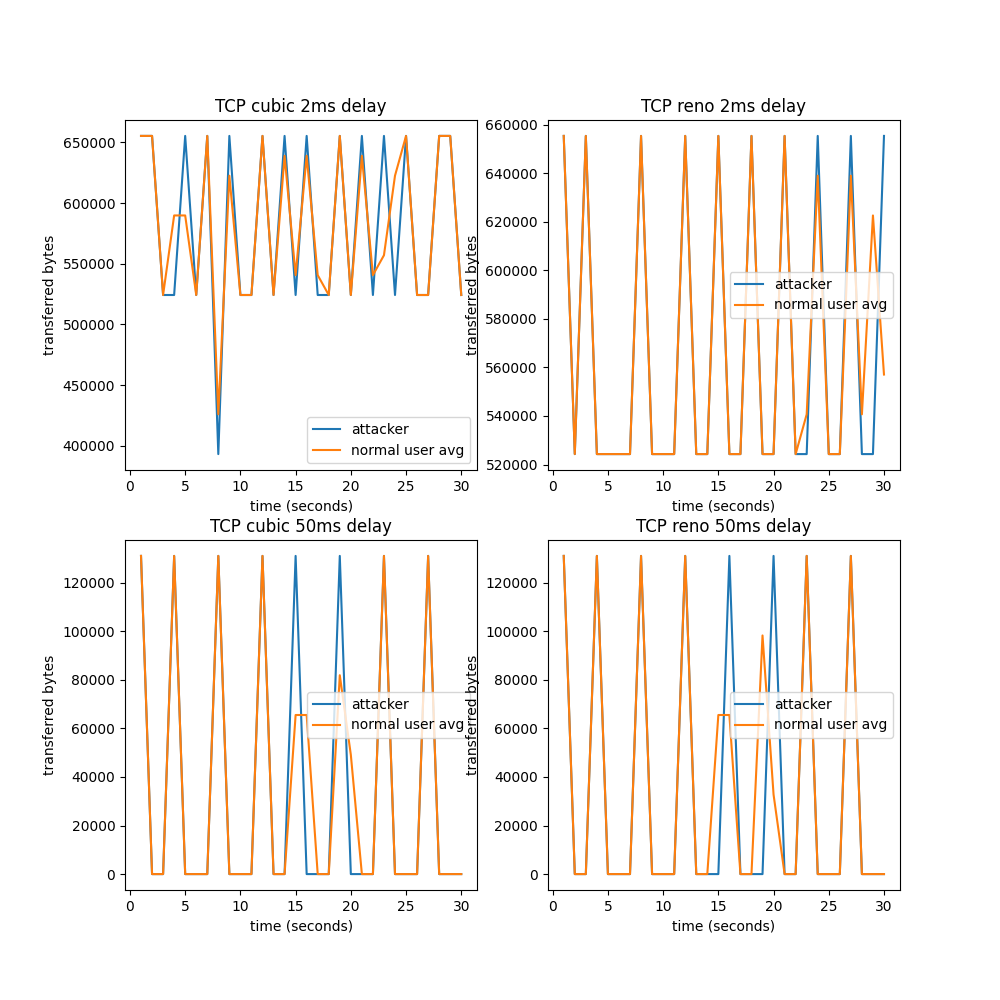 TCP cubic 2ms delay
transferred bytes
650000
600000
550000
500000
450000
400000
attacker
normal user avg
0 5 10 15 20 25 30
time (seconds)
TCP reno 2ms delay
transferred bytes
660000
640000
620000
600000
580000
560000
540000
520000
attacker
normal user avg
0 5 10 15 20 25 30
time (seconds)
TCP cubic 50ms delay
transferred bytes
120000
100000
80000
60000
40000
20000
0
attacker
normal user avg
0 5 10 15 20 25 30
time (seconds)
TCP reno 50ms delay
transferred bytes
120000
100000
80000
60000
40000
20000
0
attacker
normal user avg
0 5 10 15 20 25 30
time (seconds)